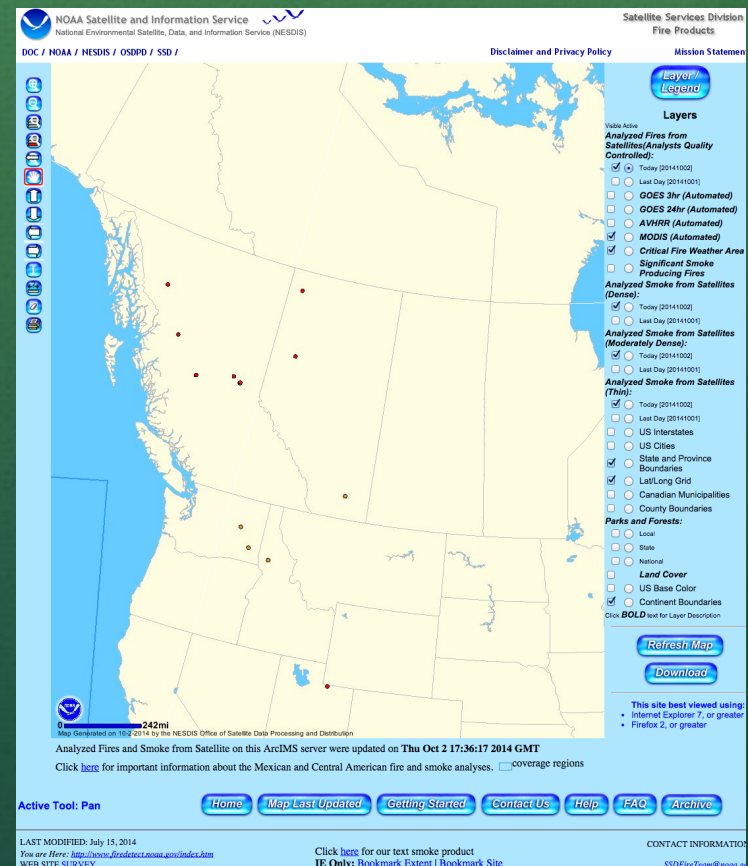 NOAA Satellite and Information Service
National Environmental Satellite, Data, and Information Service (NESDIS)
Satellite Services Division
Fire Products
DOC / NOAA / NESDIS / OSDPD / SSD /
Disclaimer and Privacy Policy
Mission Statement
Layer / Legend
Layers
Visible Active
Analyzed Fires from
Satellites(Analysts Quality
Controlled):
Today [20141002]
Last Day [20141001]
GOES 3hr (Automated)
GOES 24hr (Automated)
AVHRR (Automated)
MODIS (Automated)
Critical Fire Weather Area
Significant Smoke
Producing Fires
Analyzed Smoke from Satellites
(Dense):
Today [20141002]
Last Day [20141001]
Analyzed Smoke from Satellites
(Moderately Dense):
Today [20141002]
Last Day [20141001]
Analyzed Smoke from Satellites
(Thin):
Today [20141002]
Last Day [20141001]
US Interstates
US Cities
State and Province
Boundaries
Lat/Long Grid
Canadian Municipalities
County Boundaries
Parks and Forests:
Local
State
National
Land Cover
US Base Color
Continent Boundaries
Click BOLD text for Layer Description
Refresh Map
Download
This site best viewed using:
Internet Explorer 7, or greater
Firefox 2, or greater
0 242mi
Map Generated on 10-2-2014 by the NESDIS Office of Satellite Data Processing and Distribution
Analyzed Fires and Smoke from Satellite on this ArcIMS server were updated on Thu Oct 2 17:36:17 2014 GMT
Click here for important information about the Mexican and Central American fire and smoke analyses. coverage regions
Active Tool: Pan
Home
Map Last Updated
Getting Started
Contact Us
Help
FAQ
Archive
LAST MODIFIED: July 15, 2014
You Are Here: http://www.firedetect.noaa.gov/index.htm
WEB SITE SURVEY
Click here for our text smoke product
IE Only: Bookmark Extent | Bookmark Site
CONTACT INFORMATION